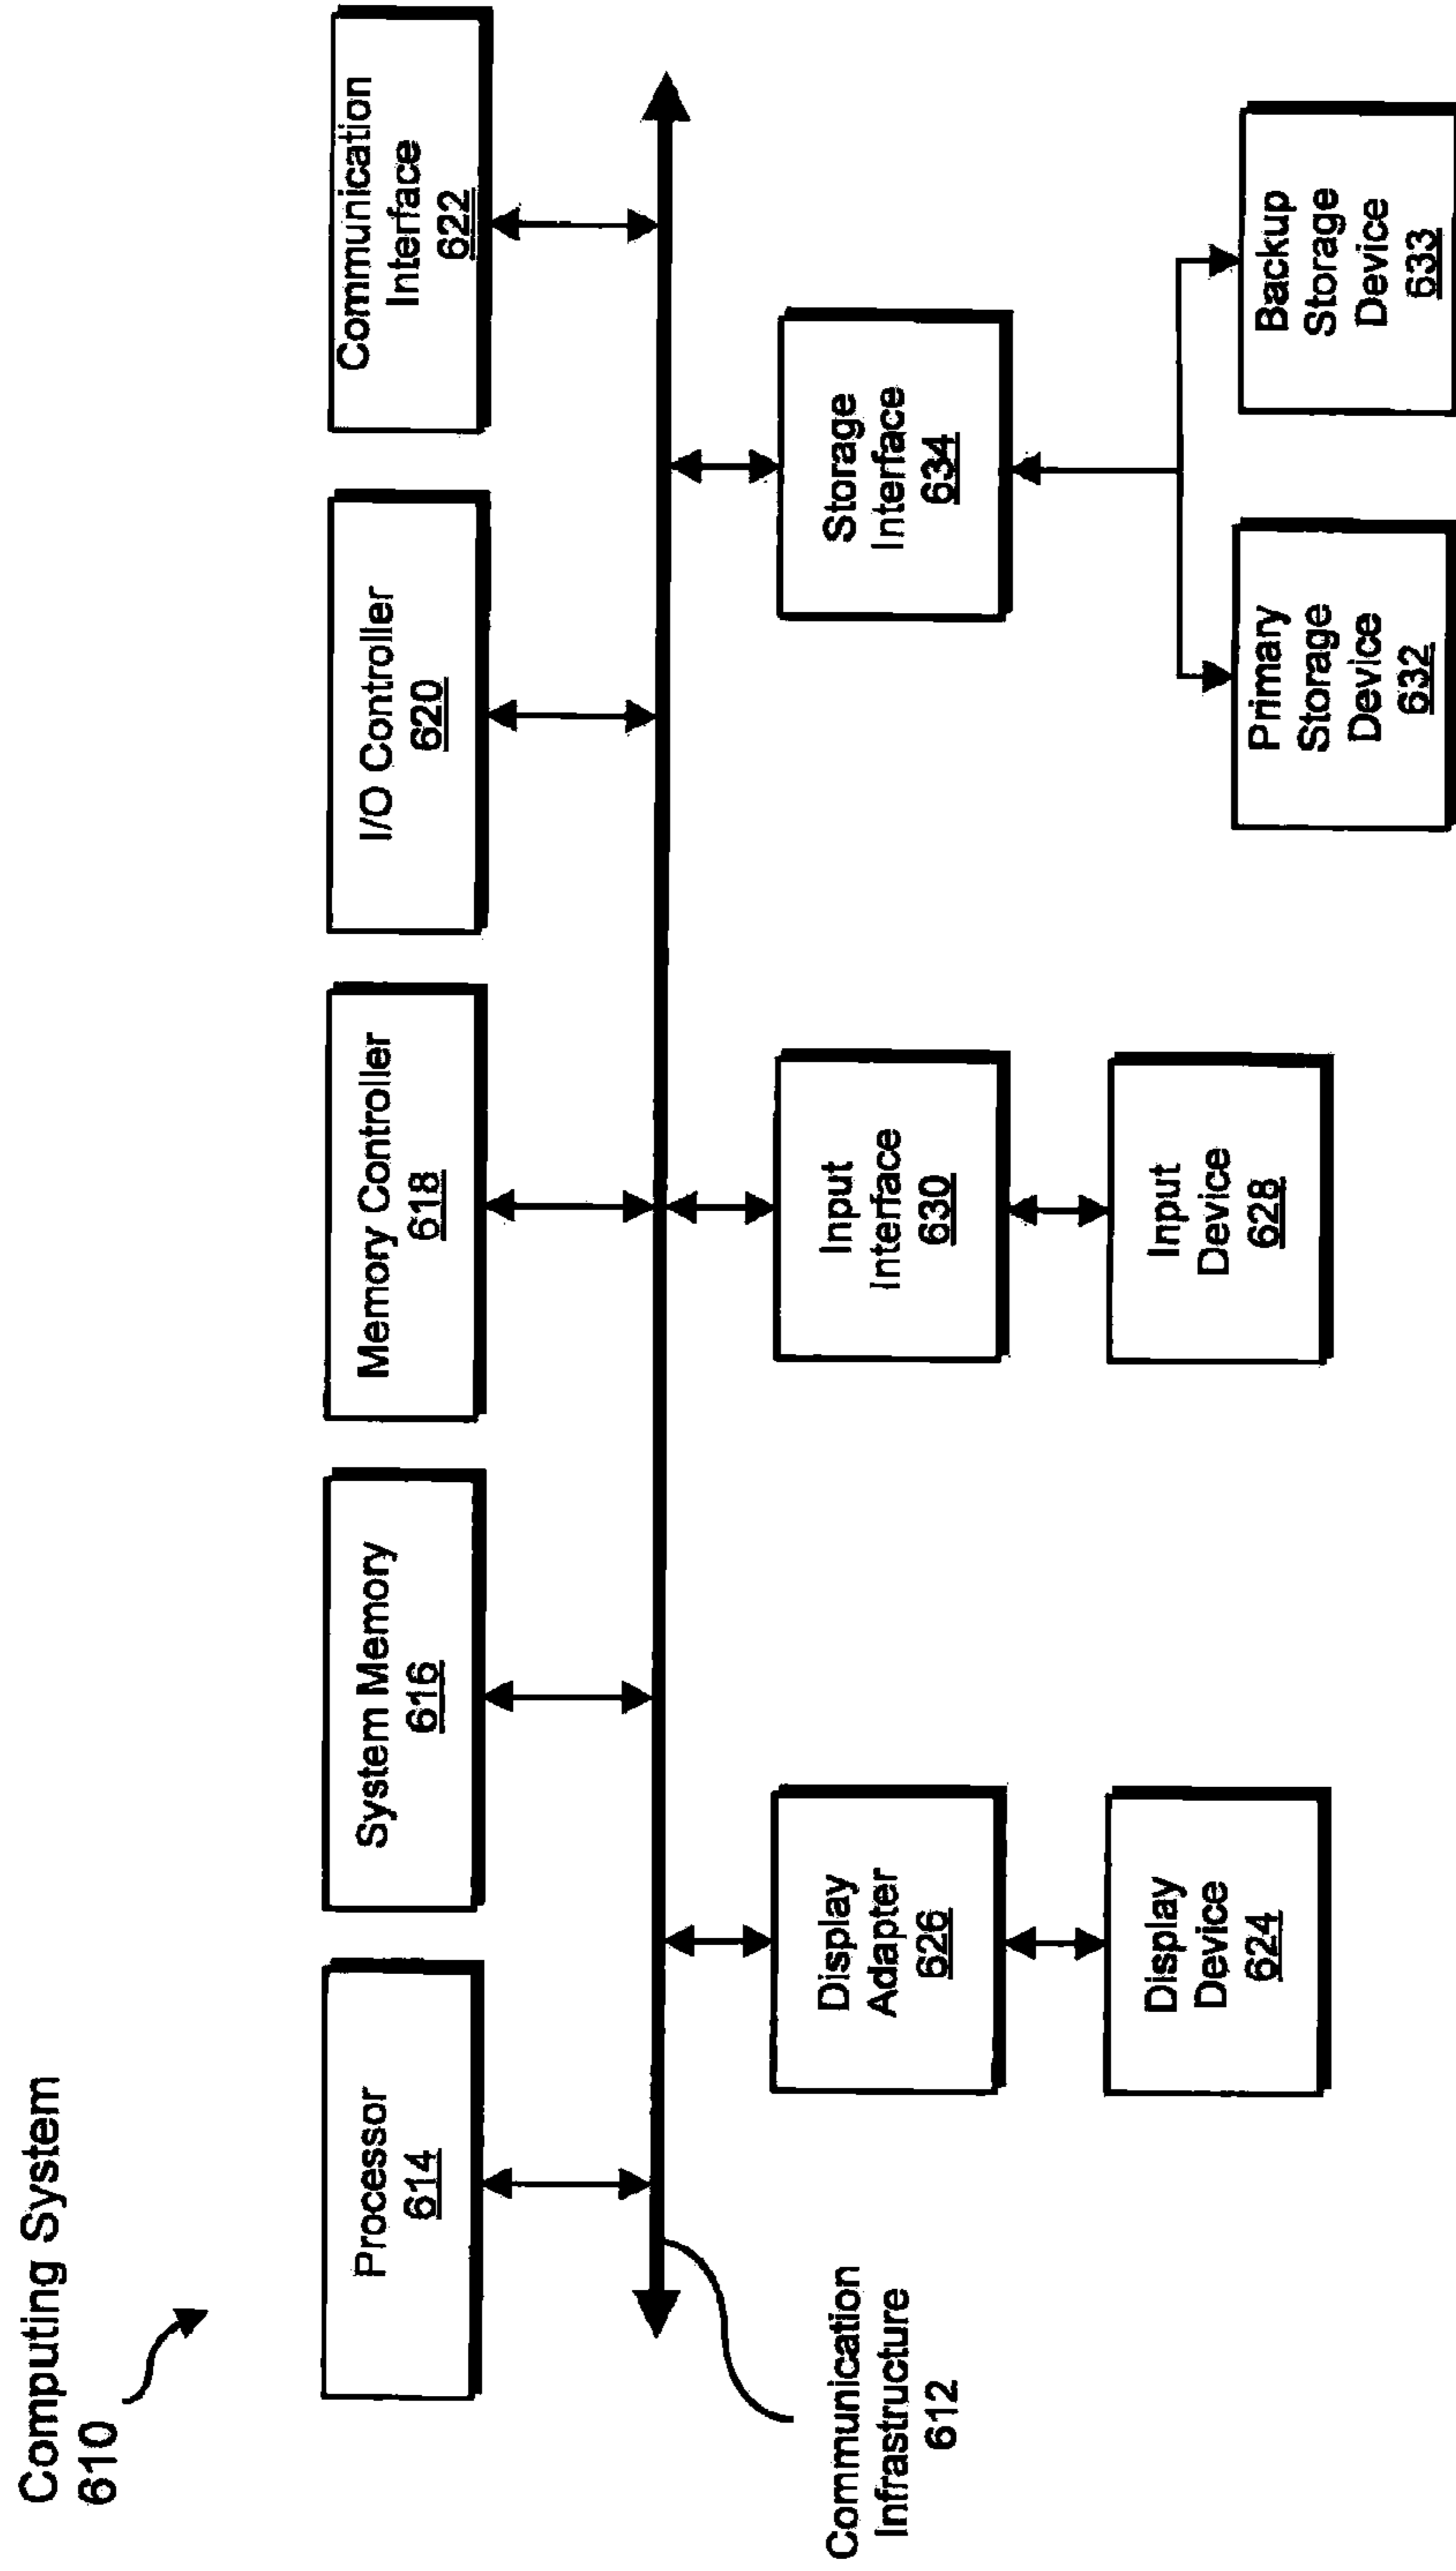 Computing System
610
Processor
614
System Memory
616
Memory Controller
618
I/O Controller
620
Communication
Interface
622
Communication
Infrastructure
612
Display
Adapter
626
Input
Interface
630
Storage
Interface
634
Display
Device
624
Input
Device
628
Primary
Storage
Device
632
Backup
Storage
Device
633